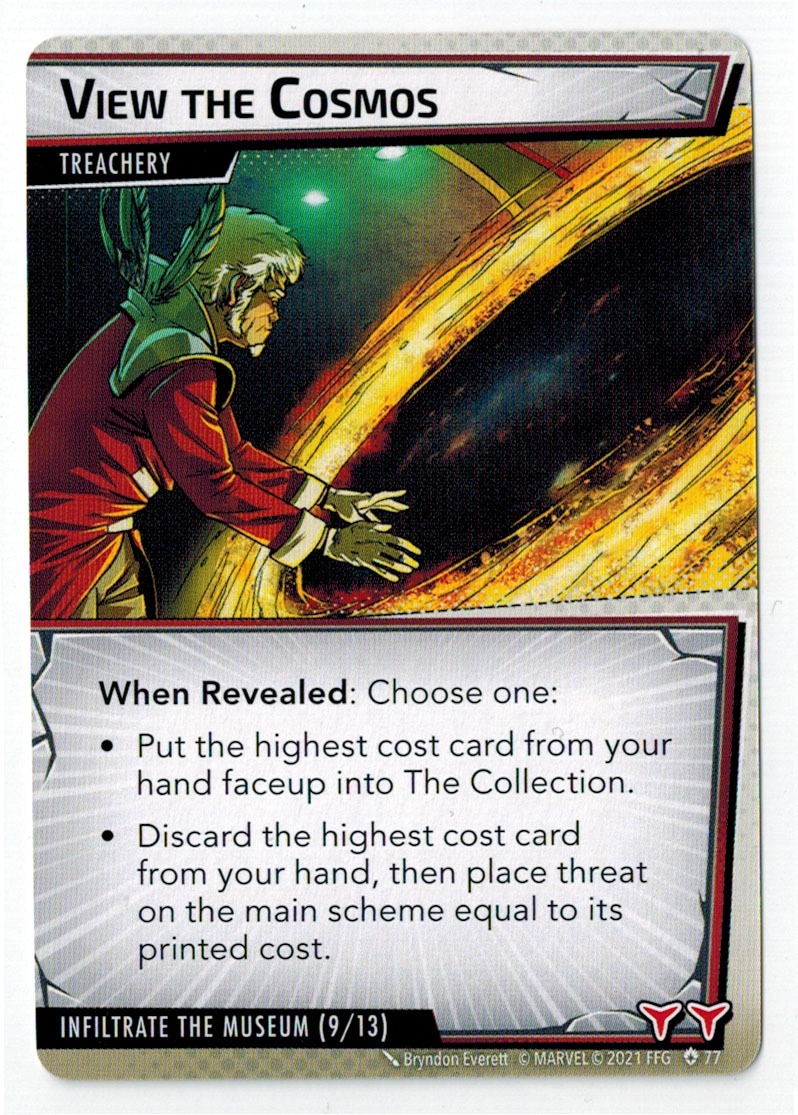 VIEW THE COSMOS
TREACHERY
When Revealed: Choose one:
• Put the highest cost card from your
hand faceup into The Collection.
• Discard the highest cost card
from your hand, then place threat
on the main scheme equal to its
printed cost.
INFILTRATE THE MUSEUM (9/13)
Bryndon Everett © MARVEL © 2021 FFG 77